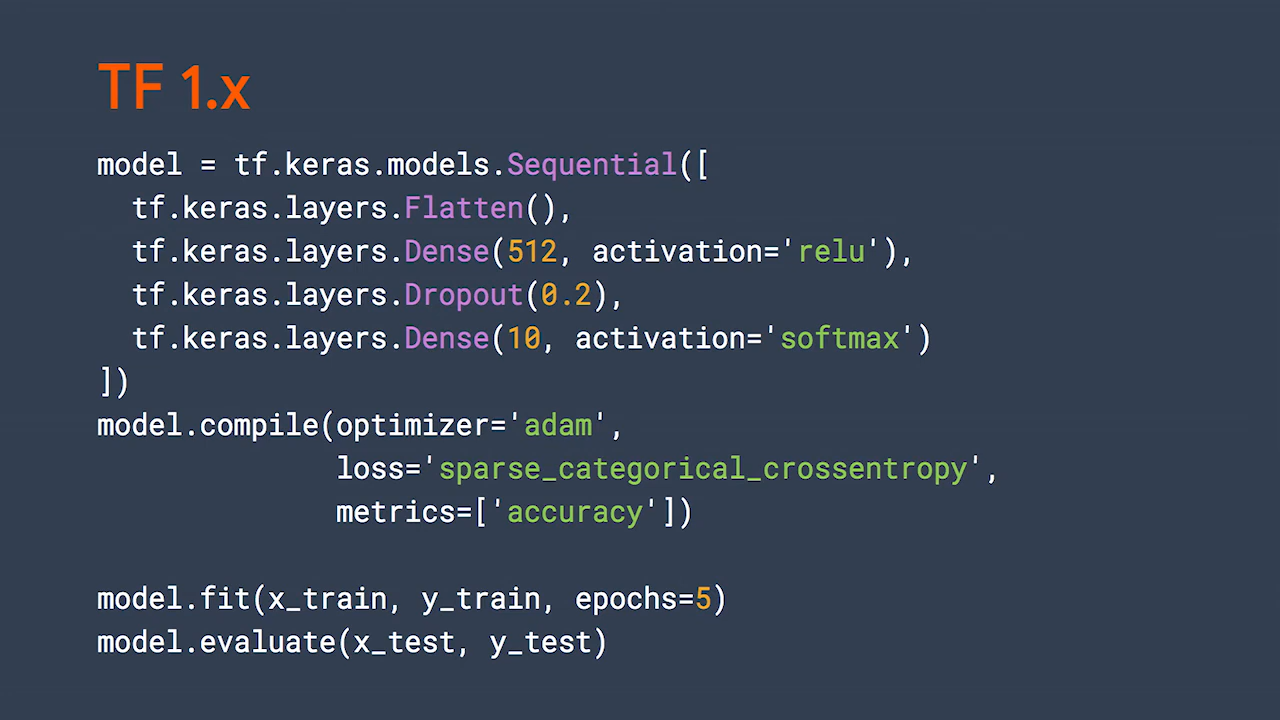 TF 1.x
model = tf.keras.models.Sequential([
  tf.keras.layers.Flatten(),
  tf.keras.layers.Dense(512, activation='relu'),
  tf.keras.layers.Dropout(0.2),
  tf.keras.layers.Dense(10, activation='softmax')
])
model.compile(optimizer='adam',
              loss='sparse_categorical_crossentropy',
              metrics=['accuracy'])
model.fit(x_train, y_train, epochs=5)
model.evaluate(x_test, y_test)